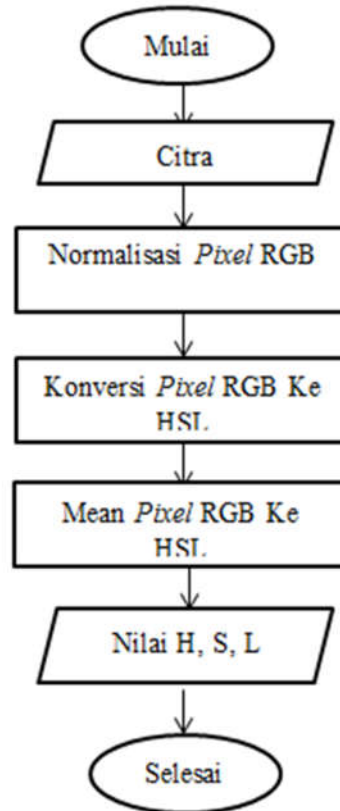 Mulai
Citra
Normalisasi Pixel RGB
Konversi Pixel RGB Ke
HSL
Mean Pixel RGB Ke
HSL
Nilai H, S, L
Selesai